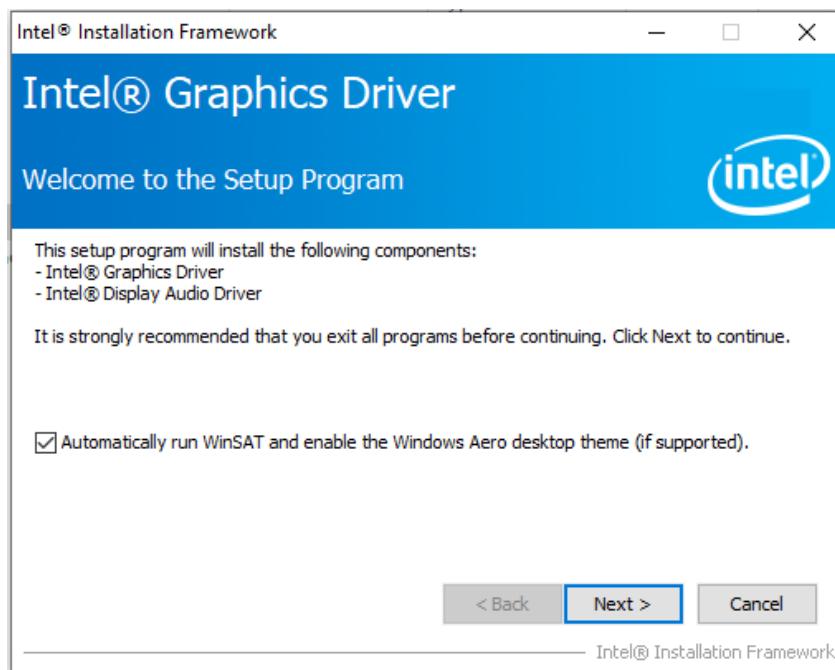 Intel® Installation Framework
Intel® Graphics Driver
Welcome to the Setup Program
intel
This setup program will install the following components:
- Intel® Graphics Driver
- Intel® Display Audio Driver
It is strongly recommended that you exit all programs before continuing. Click Next to continue.
Automatically run WinSAT and enable the Windows Aero desktop theme (if supported).
< Back Next > Cancel
Intel® Installation Framework